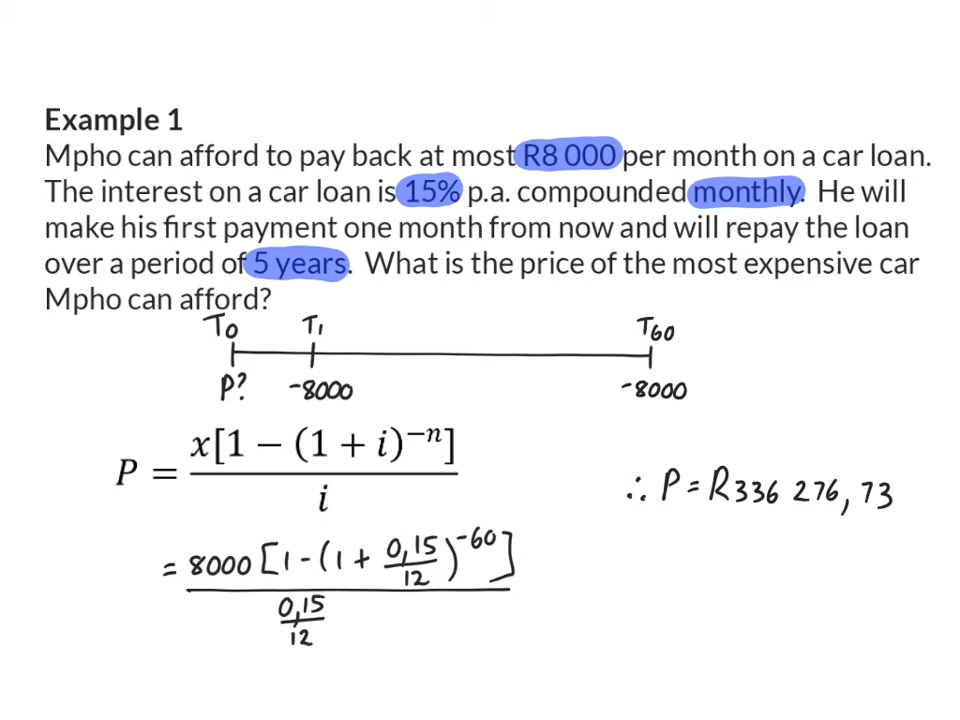 Example 1
Mpho can afford to pay back at most R8 000 per month on a car loan.
The interest on a car loan is 15% p.a. compounded monthly. He will
make his first payment one month from now and will repay the loan
over a period of 5 years. What is the price of the most expensive car
Mpho can afford?
T0 T1 T60
P? -8000 -8000
P = x[1 − (1 + i)^−n] / i
∴ P = R336 276,73
= 8000 [1 - (1 + 0,15/12)^-60] / 0,15/12